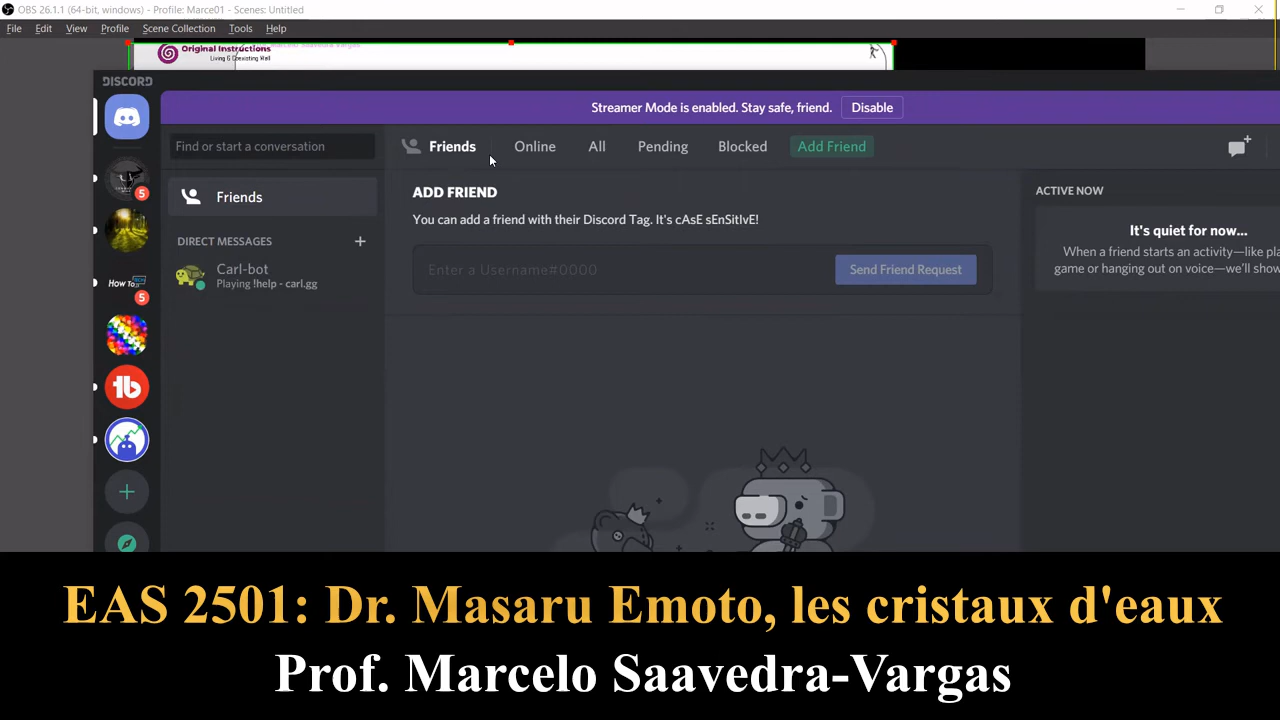 OBS 26.1.1 (64-bit, windows) - Profile: Marce01 - Scenes: Untitled
File Edit View Profile Scene Collection Tools Help
Original Instructions
Marcelo Saavedra-Vargas
Living & Coexisting Well
DISCORD
Streamer Mode is enabled. Stay safe, friend. Disable
Find or start a conversation
Friends Online All Pending Blocked Add Friend
Friends
DIRECT MESSAGES +
Carl-bot
Playing !help - carl.gg
ADD FRIEND
You can add a friend with their Discord Tag. It's cAsE sEnSitIvE!
Enter a Username#0000
Send Friend Request
ACTIVE NOW
It's quiet for now...
When a friend starts an activity—like pla
game or hanging out on voice—we'll show
5
How To
5
EAS 2501: Dr. Masaru Emoto, les cristaux d'eaux
Prof. Marcelo Saavedra-Vargas